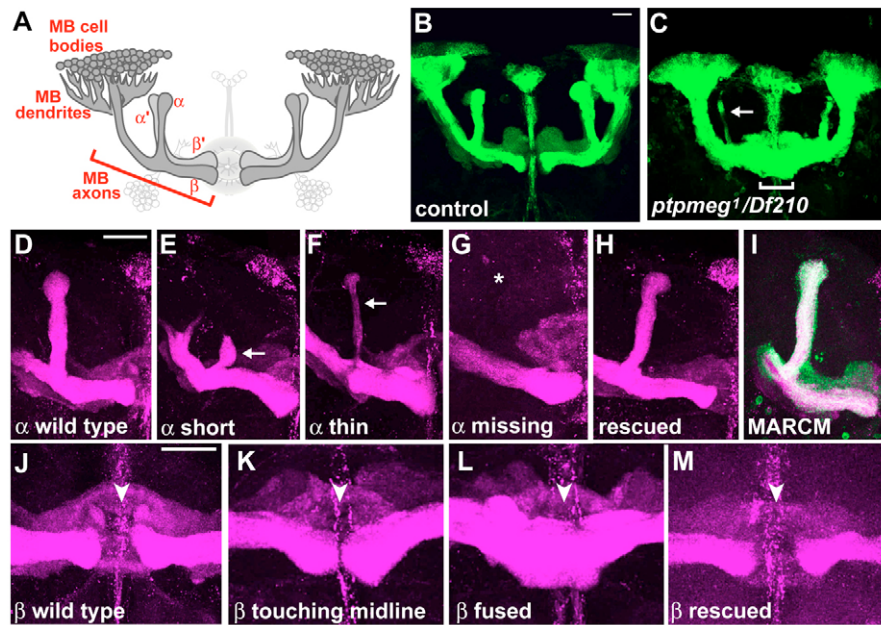 A
MB cell
bodies
MB
dendrites
α'
α
β'
β
MB
axons
B
control
C
ptpmeg¹/Df210
D
α wild type
E
α short
F
α thin
G
*
α missing
H
rescued
I
MARCM
J
β wild type
K
β touching midline
L
β fused
M
β rescued